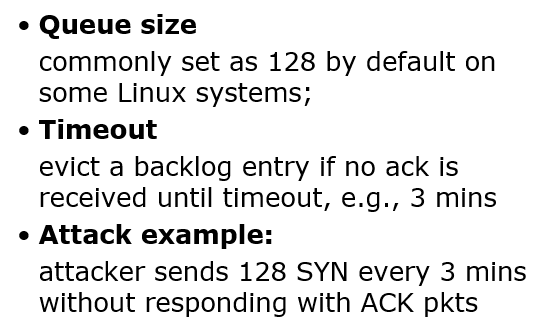 • Queue size
commonly set as 128 by default on
some Linux systems;
• Timeout
evict a backlog entry if no ack is
received until timeout, e.g., 3 mins
• Attack example:
attacker sends 128 SYN every 3 mins
without responding with ACK pkts